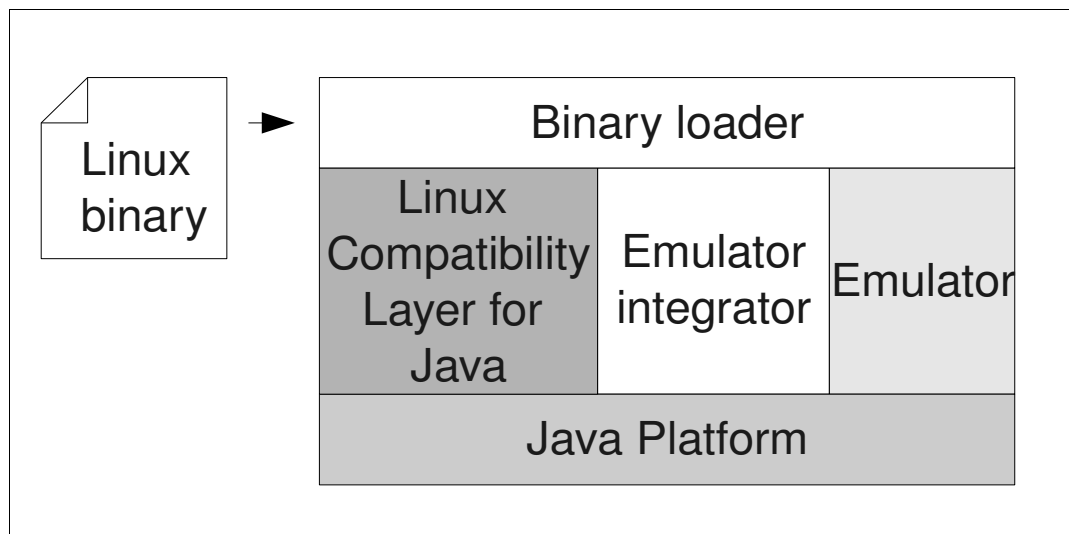 Linux
binary
Binary loader
Linux
Compatibility
Layer for
Java
Emulator
integrator
Emulator
Java Platform